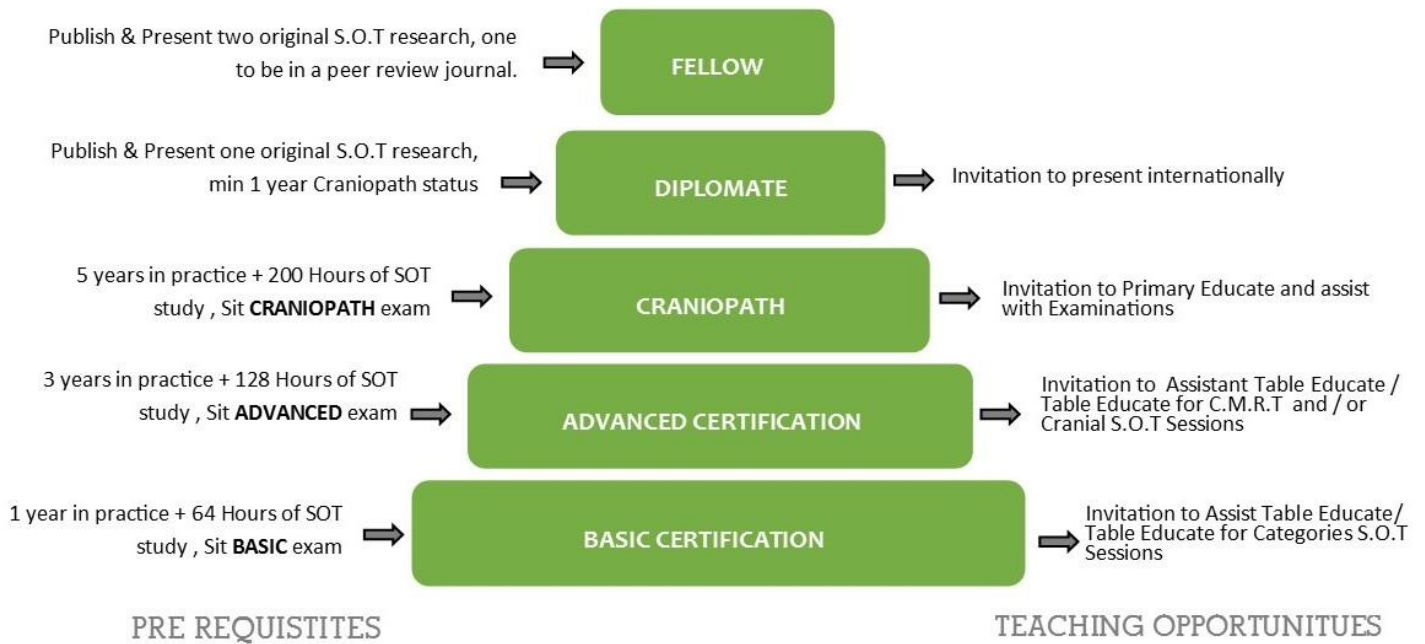 Publish & Present two original S.O.T research, one
to be in a peer review journal.
FELLOW
Publish & Present one original S.O.T research,
min 1 year Craniopath status
DIPLOMATE
Invitation to present internationally
5 years in practice + 200 Hours of SOT
study , Sit CRANIOPATH exam
CRANIOPATH
Invitation to Primary Educate and assist
with Examinations
3 years in practice + 128 Hours of SOT
study , Sit ADVANCED exam
ADVANCED CERTIFICATION
Invitation to Assistant Table Educate /
Table Educate for C.M.R.T and / or
Cranial S.O.T Sessions
1 year in practice + 64 Hours of SOT
study , Sit BASIC exam
BASIC CERTIFICATION
Invitation to Assist Table Educate/
Table Educate for Categories S.O.T
Sessions
PRE REQUISTITES
TEACHING OPPORTUNITUES